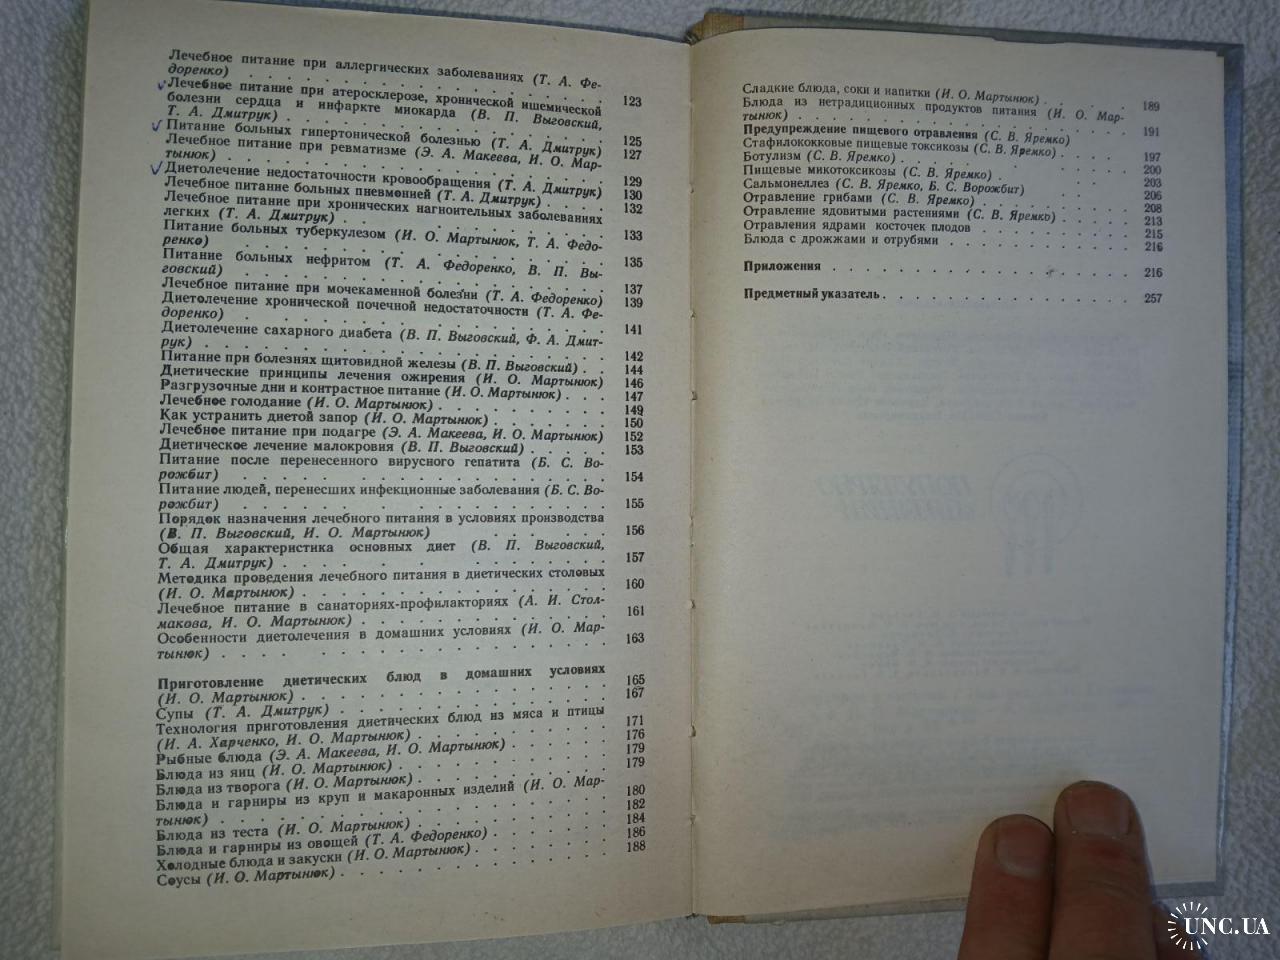 Лечебное питание при аллергических заболеваниях (Т. А. Фе-
доренко) . . . . . . . . . . . . . . 123
Лечебное питание при атеросклерозе, хронической ишемической
болезни сердца и инфаркте миокарда (В. П. Выговский,
Т. А. Дмитрук) . . . . . . . . . . . . 125
Питание больных гипертонической болезнью (Т. А. Дмитрук) 127
Лечебное питание при ревматизме (Э. А. Макеева, И. О. Мар-
тынюк) . . . . . . . . . . . . . . 129
Диетолечение недостаточности кровообращения (Т. А. Дмитрук) 130
Лечебное питание больных пневмонией (Т. А. Дмитрук) . . . . 132
Лечебное питание при хронических нагноительных заболеваниях
легких (Т. А. Дмитрук) . . . . . . . . . . 133
Питание больных туберкулезом (И. О. Мартынюк, Т. А. Федо-
ренко) . . . . . . . . . . . . . . 135
Питание больных нефритом (Т. А. Федоренко, В. П. Вы-
говский) . . . . . . . . . . . . . . 137
Лечебное питание при мочекаменной болезни (Т. А. Федоренко) 139
Диетолечение хронической почечной недостаточности (Т. А. Фе-
доренко) . . . . . . . . . . . . . . 141
Диетолечение сахарного диабета (В. П. Выговский, Ф. А. Дмит-
рук) . . . . . . . . . . . . . . 142
Питание при болезнях щитовидной железы (В. П. Выговский) . . 144
Диетические принципы лечения ожирения (И. О. Мартынюк) 146
Разгрузочные дни и контрастное питание (И. О. Мартынюк) . . . 147
Лечебное голодание (И. О. Мартынюк) . . . . . . . . 149
Как устранить диетой запор (И. О. Мартынюк) . . . . . . 150
Лечебное питание при подагре (Э. А. Макеева, И. О. Мартынюк) 152
Диетическое лечение малокровия (В. П. Выговский) . . . . . 153
Питание после перенесенного вирусного гепатита (Б. С. Во-
рожбит) . . . . . . . . . . . . . . 154
Питание людей, перенесших инфекционные заболевания (Б. С. Во-
рожбит) . . . . . . . . . . . . . . 155
Порядок назначения лечебного питания в условиях производства
(В. П. Выговский, И. О. Мартынюк) . . . . . . 156
Общая характеристика основных диет (В. П. Выговский,
Т. А. Дмитрук) . . . . . . . . . . . . 157
Методика проведения лечебного питания в диетических столовых
(И. О. Мартынюк) . . . . . . . . . . . . 160
Лечебное питание в санаториях-профилакториях (А. И. Стол-
макова, И. О. Мартынюк) . . . . . . . . . . 161
Особенности диетолечения в домашних условиях (И. О. Мар-
тынюк) . . . . . . . . . . . . . . 163
Приготовление диетических блюд в домашних условиях
(И. О. Мартынюк) . . . . . . . . . . . . 165
Супы (Т. А. Дмитрук) . . . . . . . . . . . 167
Технология приготовления диетических блюд из мяса и птицы
(И. А. Харченко, И. О. Мартынюк) . . . . . . . . 171
Рыбные блюда (Э. А. Макеева, И. О. Мартынюк) . . . . . 176
Блюда из яиц (И. О. Мартынюк) . . . . . . . . . 179
Блюда из творога (И. О. Мартынюк) . . . . . . . . 179
Блюда и гарниры из круп и макаронных изделий (И. О. Мар-
тынюк) . . . . . . . . . . . . . . 180
Блюда из теста (И. О. Мартынюк) . . . . . . . . 182
Блюда и гарниры из овощей (Т. А. Федоренко) . . . . . . 184
Холодные блюда и закуски (И. О. Мартынюк) . . . . . . 186
Соусы (И. О. Мартынюк) . . . . . . . . . . 188
Сладкие блюда, соки и напитки (И. О. Мартынюк) . . . . 189
Блюда из нетрадиционных продуктов питания (И. О. Мар-
тынюк) . . . . . . . . . . . . . . 191
Предупреждение пищевого отравления (С. В. Яремко)
Стафилококковые пищевые токсикозы (С. В. Яремко) . . . . 197
Ботулизм (С. В. Яремко) . . . . . . . . . . 200
Пищевые микотоксикозы (С. В. Яремко) . . . . . . . 203
Сальмонеллез (С. В. Яремко, Б. С. Ворожбит) . . . . . 206
Отравление грибами (С. В. Яремко) . . . . . . . . 208
Отравление ядовитыми растениями (С. В. Яремко) . . . . . 213
Отравления ядрами косточек плодов . . . . . . . . 215
Блюда с дрожжами и отрубями . . . . . . . . . 216
Приложения . . . . . . . . . . . . . . 216
Предметный указатель . . . . . . . . . . . . 257
UNC.UA